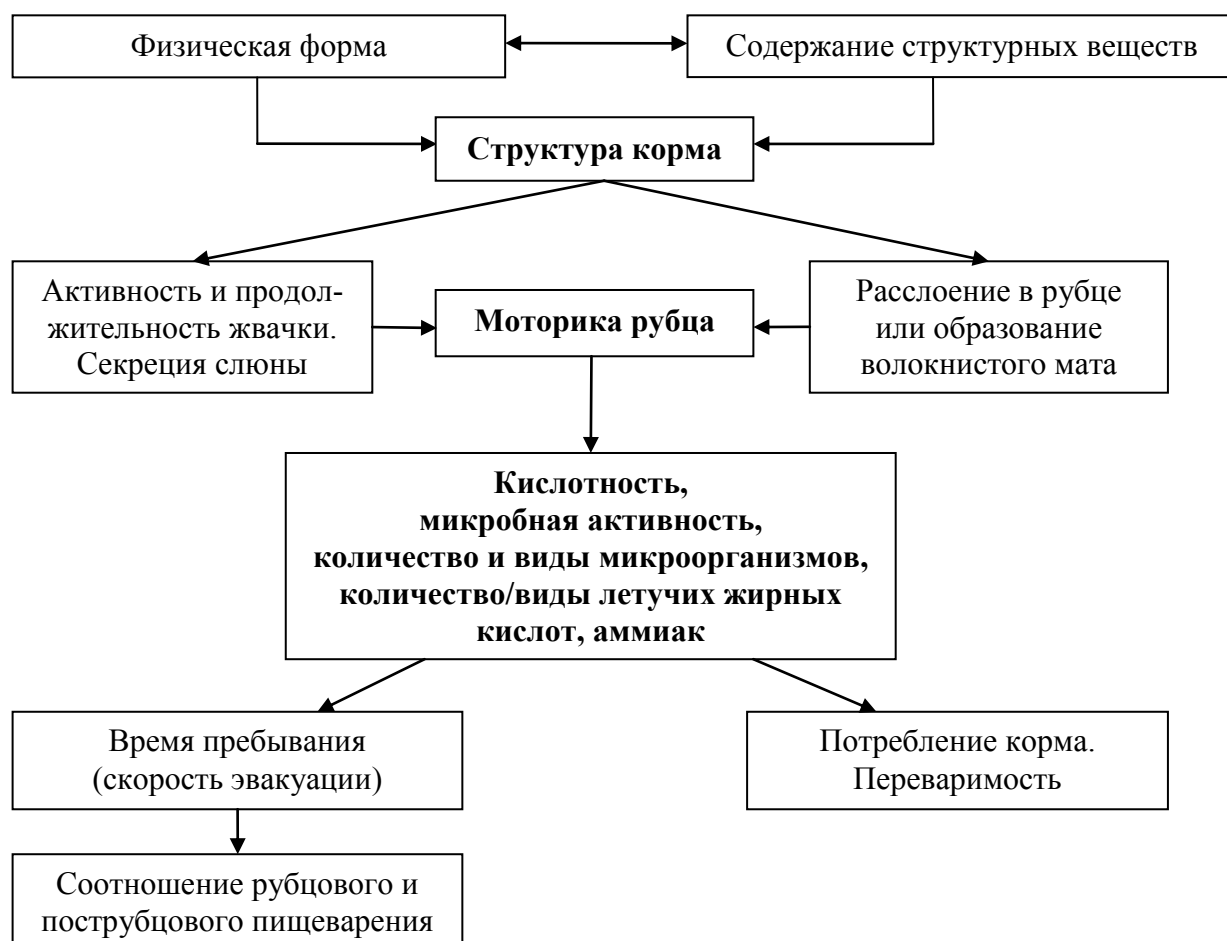 Физическая форма
Содержание структурных веществ
Структура корма
Активность и продол-
жительность жвачки.
Секреция слюны
Моторика рубца
Расслоение в рубце
или образование
волокнистого мата
Кислотность,
микробная активность,
количество и виды микроорганизмов,
количество/виды летучих жирных
кислот, аммиак
Время пребывания
(скорость эвакуации)
Потребление корма.
Переваримость
Соотношение рубцового и
пострубцового пищеварения